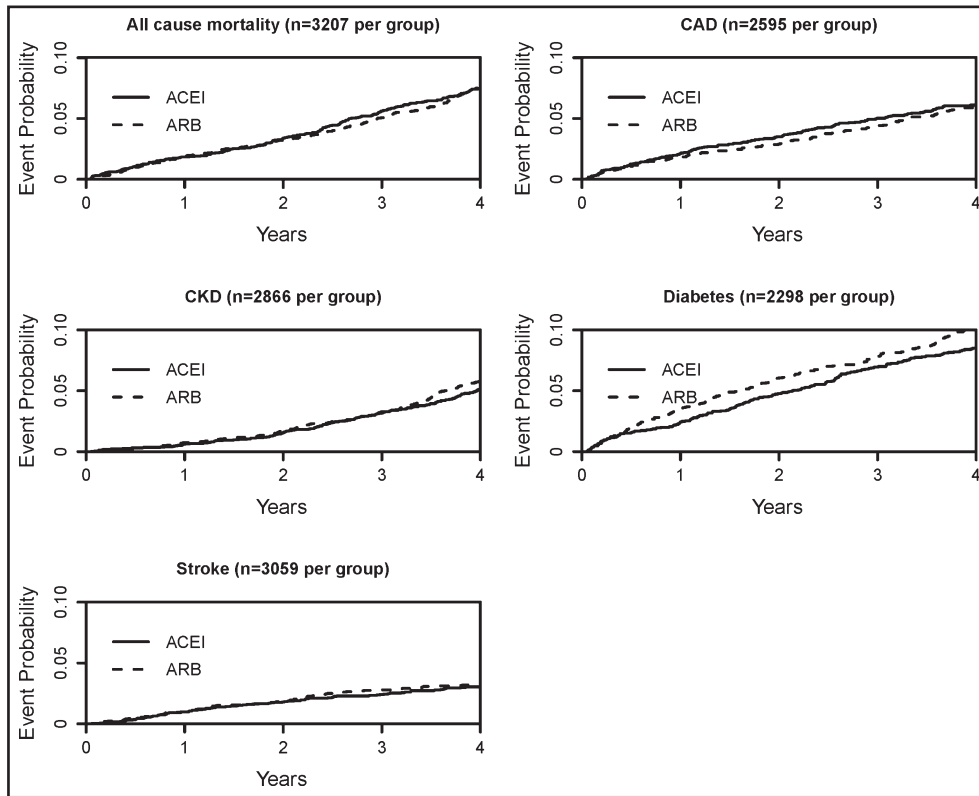 All cause mortality (n=3207 per group)
Event Probability
0.10
0.05
0
ACEI
ARB
0 1 2 3 4
Years
CAD (n=2595 per group)
Event Probability
0.10
0.05
0
ACEI
ARB
0 1 2 3 4
Years
CKD (n=2866 per group)
Event Probability
0.10
0.05
0
ACEI
ARB
0 1 2 3 4
Years
Diabetes (n=2298 per group)
Event Probability
0.10
0.05
0
ACEI
ARB
0 1 2 3 4
Years
Stroke (n=3059 per group)
Event Probability
0.10
0.05
0
ACEI
ARB
0 1 2 3 4
Years